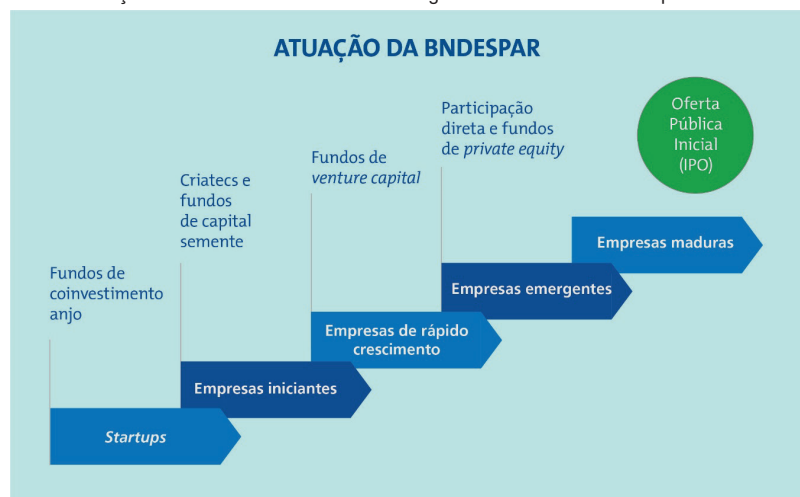 ATUAÇÃO DA BNDESPAR
Oferta
Pública
Inicial
(IPO)
Participação
direta e fundos
de private equity
Fundos de
venture capital
Criatecs e
fundos
de capital
semente
Fundos de
coinvestimento
anjo
Empresas maduras
Empresas emergentes
Empresas de rápido
crescimento
Empresas iniciantes
Startups